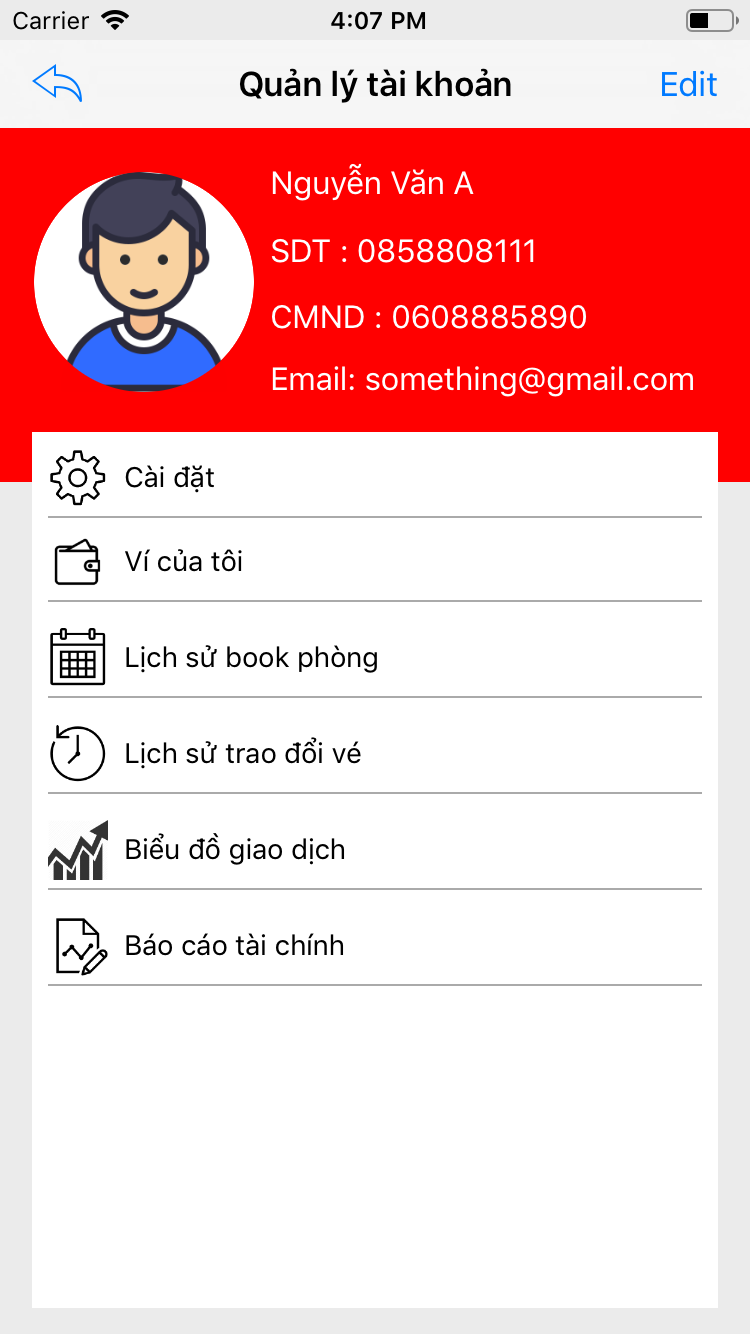 Carrier 4:07 PM
Quản lý tài khoản Edit
Nguyễn Văn A
SDT : 0858808111
CMND : 0608885890
Email: something@gmail.com
Cài đặt
Ví của tôi
Lịch sử book phòng
Lịch sử trao đổi vé
Biểu đồ giao dịch
Báo cáo tài chính